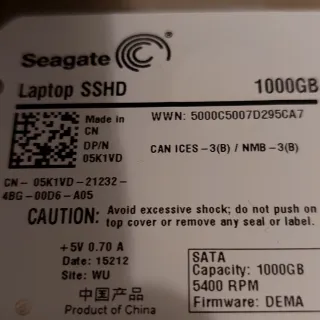 Seagate
Laptop SSHD 1000GB
Made in
CN
DP/N
05K1VD
WWN: 5000C5007D295CA7
CAN ICES -3(B) / NMB -3(B)
CN- 05K1VD-21232-
4BG-00D6-A05
CAUTION: Avoid excessive shock; do not push on
top cover or remove any seal or label.
+5V 0.70 A
Date: 15212
Site: WU
中国产品
Product of China
SATA
Capacity: 1000GB
5400 RPM
Firmware: DEMA